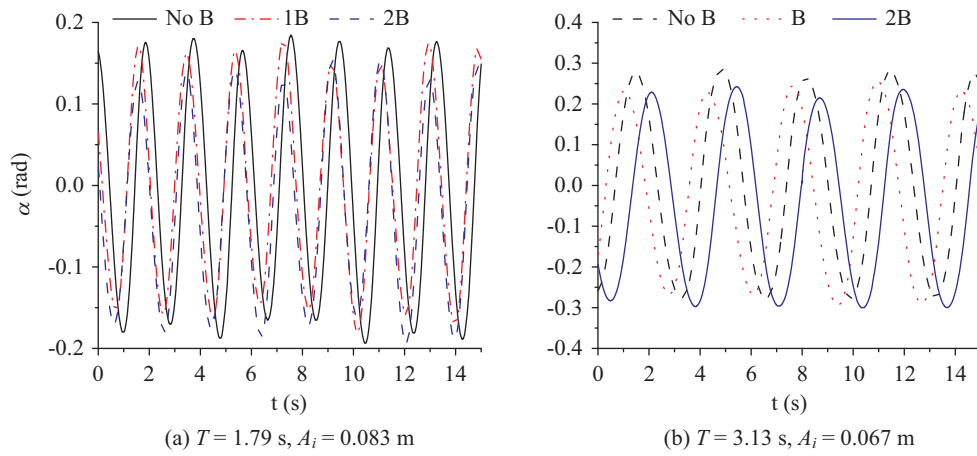 No B 1B 2B
0.2
0.1
0.0
-0.1
-0.2
α (rad)
0 2 4 6 8 10 12 14
t (s)
(a) T = 1.79 s, Aᵢ = 0.083 m
No B B 2B
0.4
0.3
0.2
0.1
0.0
-0.1
-0.2
-0.3
-0.4
0 2 4 6 8 10 12 14
t (s)
(b) T = 3.13 s, Aᵢ = 0.067 m